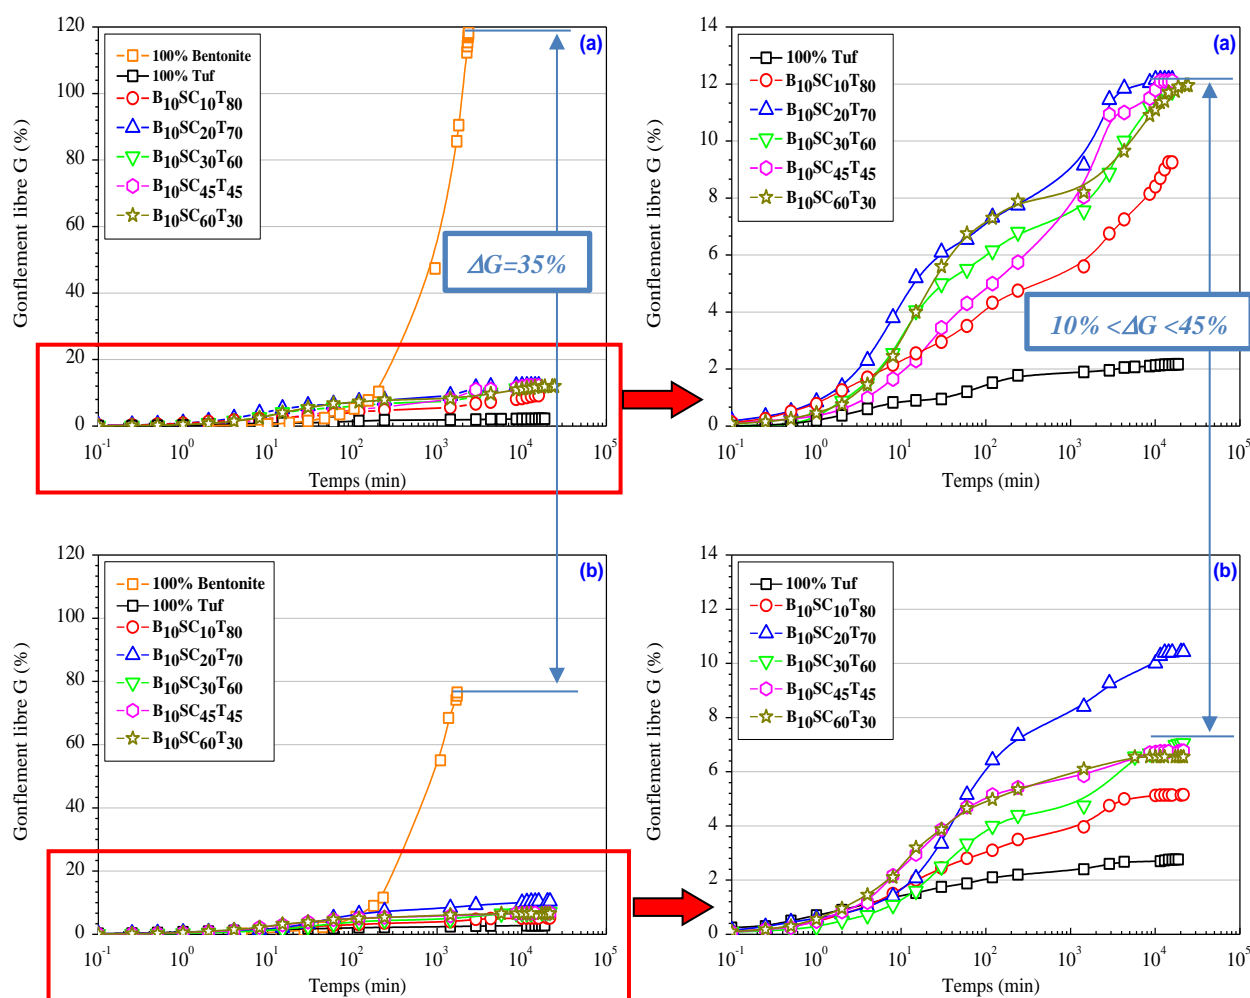 120
100
80
60
40
20
0
Gonflement libre G (%)
(a)
100% Bentonite
100% Tuf
B10SC10T80
B10SC20T70
B10SC30T60
B10SC45T45
B10SC60T30
ΔG=35%
10-1 100 101 102 103 104 105
Temps (min)
14
12
10
8
6
4
2
0
Gonflement libre G (%)
(a)
100% Tuf
B10SC10T80
B10SC20T70
B10SC30T60
B10SC45T45
B10SC60T30
10% <ΔG <45%
10-1 100 101 102 103 104 105
Temps (min)
120
100
80
60
40
20
0
Gonflement libre G (%)
(b)
100% Bentonite
100% Tuf
B10SC10T80
B10SC20T70
B10SC30T60
B10SC45T45
B10SC60T30
10-1 100 101 102 103 104 105
Temps (min)
14
12
10
8
6
4
2
0
Gonflement libre G (%)
(b)
100% Tuf
B10SC10T80
B10SC20T70
B10SC30T60
B10SC45T45
B10SC60T30
10-1 100 101 102 103 104 105
Temps (min)